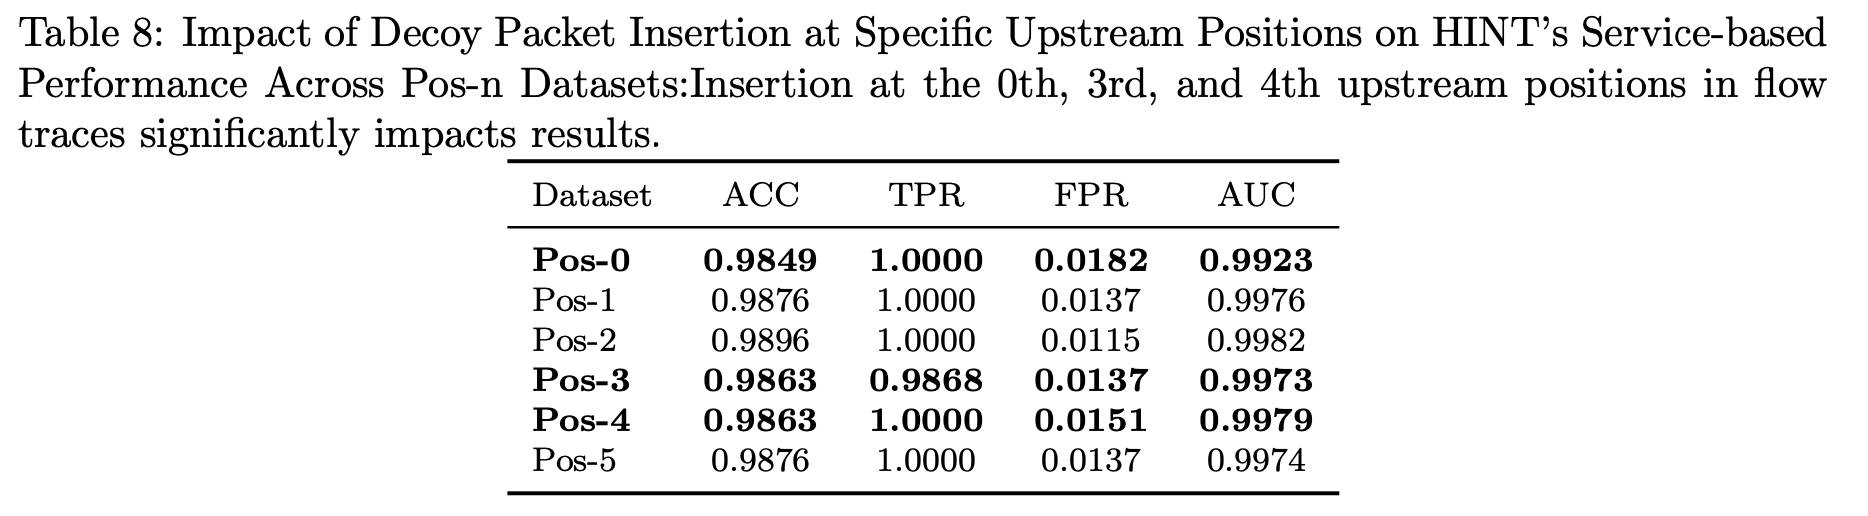 Table 8: Impact of Decoy Packet Insertion at Specific Upstream Positions on HINT's Service-based
Performance Across Pos-n Datasets:Insertion at the 0th, 3rd, and 4th upstream positions in flow
traces significantly impacts results.
Dataset ACC TPR FPR AUC
Pos-0 0.9849 1.0000 0.0182 0.9923
Pos-1 0.9876 1.0000 0.0137 0.9976
Pos-2 0.9896 1.0000 0.0115 0.9982
Pos-3 0.9863 0.9868 0.0137 0.9973
Pos-4 0.9863 1.0000 0.0151 0.9979
Pos-5 0.9876 1.0000 0.0137 0.9974